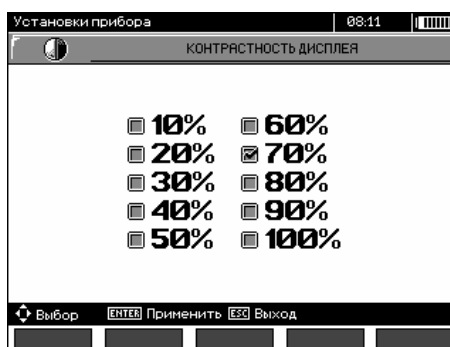 Установки прибора 08:11
КОНТРАСТНОСТЬ ДИСПЛЕЯ
10% 60%
20% 70%
30% 80%
40% 90%
50% 100%
Выбор ENTER Применить ESC Выход